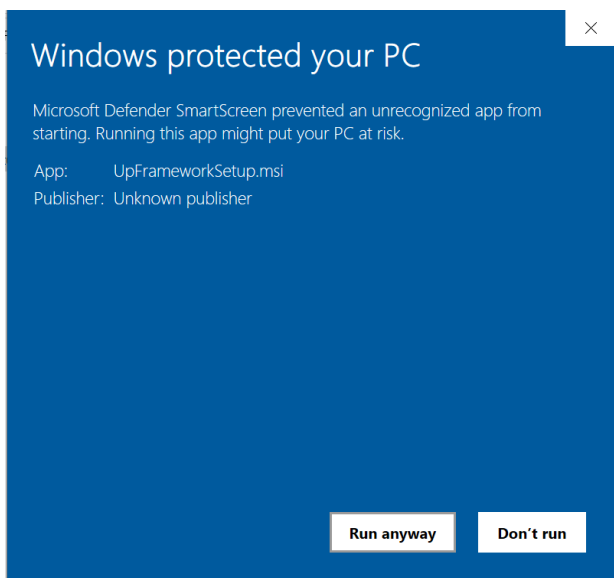 Windows protected your PC
Microsoft Defender SmartScreen prevented an unrecognized app from
starting. Running this app might put your PC at risk.
App: UpFrameworkSetup.msi
Publisher: Unknown publisher
Run anyway Don’t run